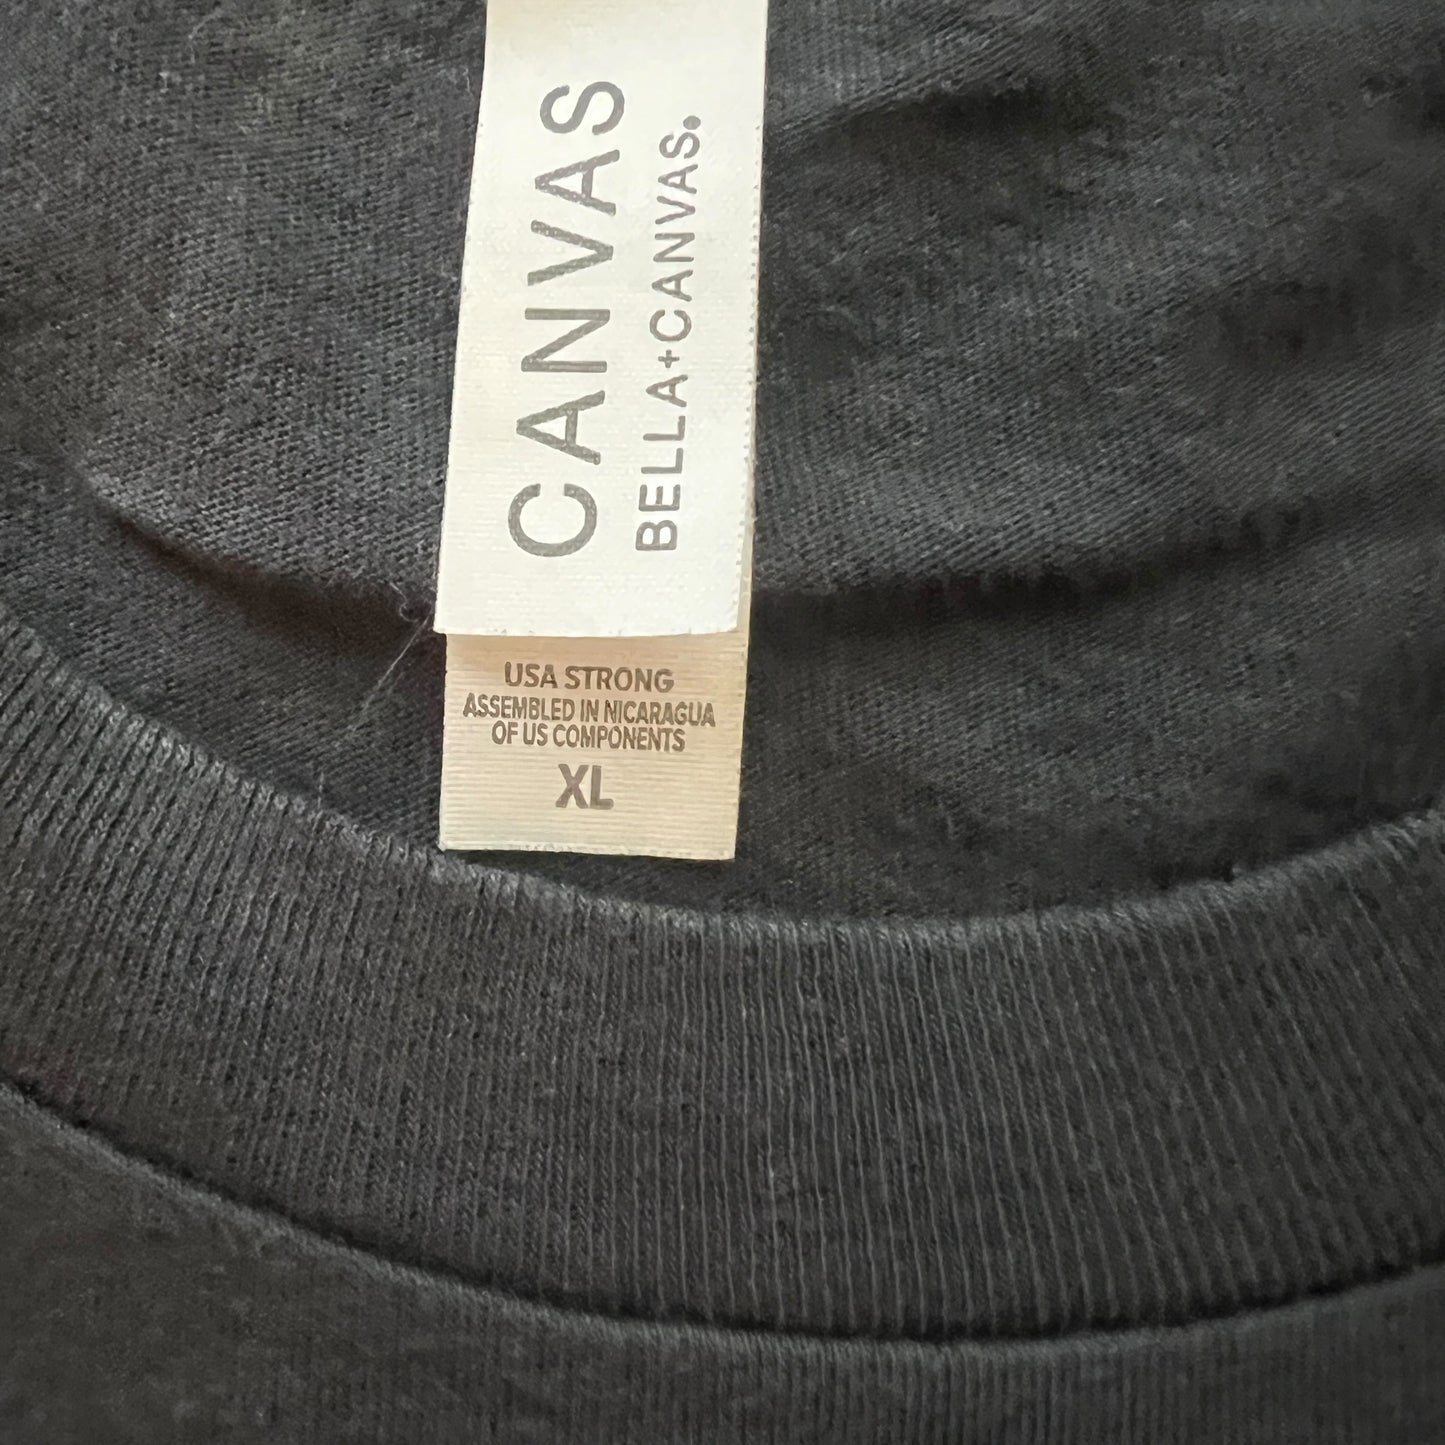 CANVAS
BELLA+CANVAS.
USA STRONG
ASSEMBLED IN NICARAGUA
OF US COMPONENTS
XL